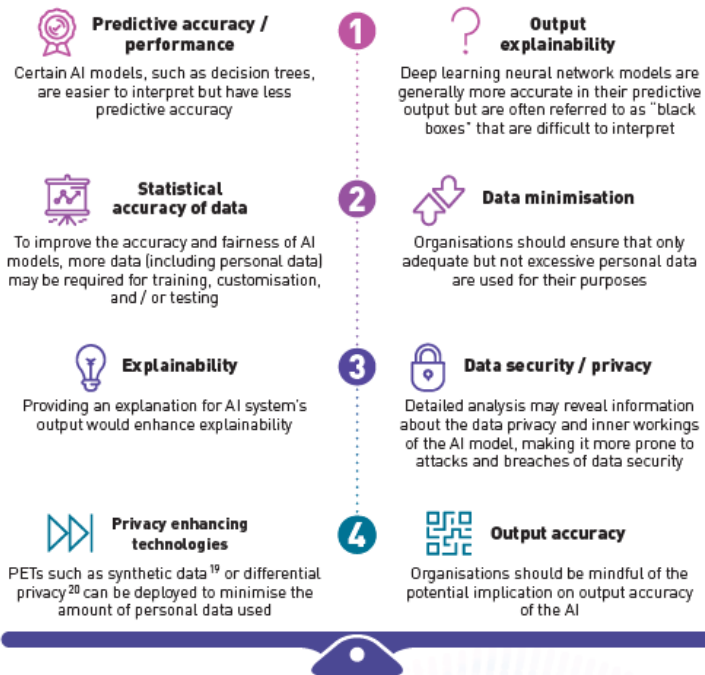 Predictive accuracy /
performance
Certain AI models, such as decision trees,
are easier to interpret but have less
predictive accuracy
1
Output
explainability
Deep learning neural network models are
generally more accurate in their predictive
output but are often referred to as “black
boxes” that are difficult to interpret
Statistical
accuracy of data
To improve the accuracy and fairness of AI
models, more data (including personal data)
may be required for training, customisation,
and / or testing
2
Data minimisation
Organisations should ensure that only
adequate but not excessive personal data
are used for their purposes
Explainability
Providing an explanation for AI system's
output would enhance explainability
3
Data security / privacy
Detailed analysis may reveal information
about the data privacy and inner workings
of the AI model, making it more prone to
attacks and breaches of data security
Privacy enhancing
technologies
PETs such as synthetic data 19 or differential
privacy 20 can be deployed to minimise the
amount of personal data used
4
Output accuracy
Organisations should be mindful of the
potential implication on output accuracy
of the AI